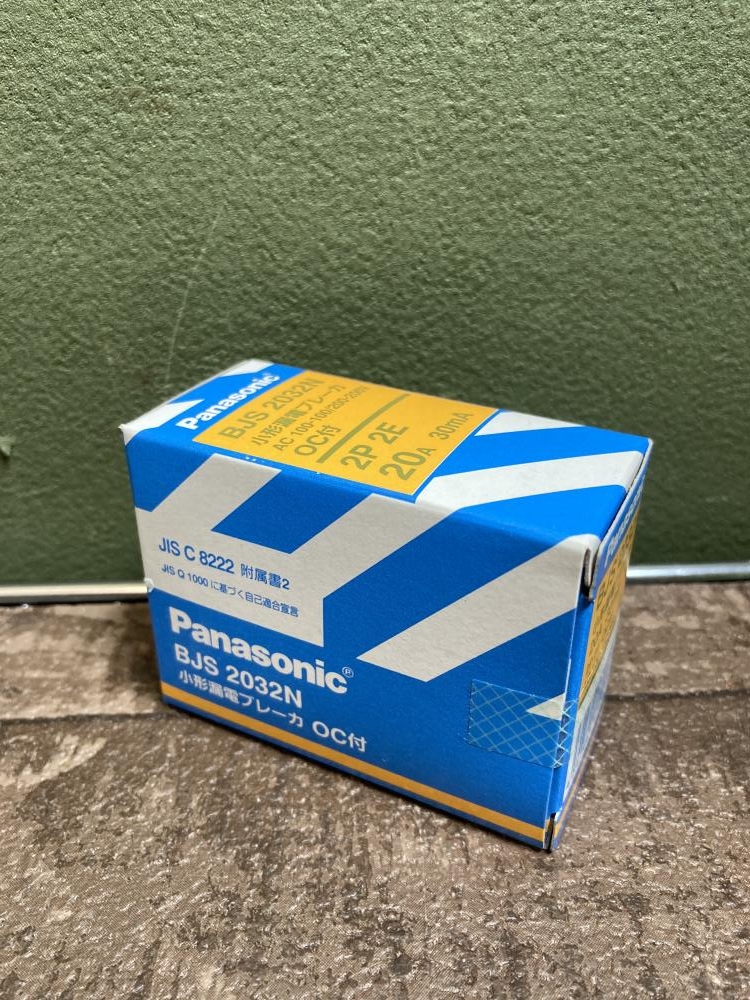 Panasonic
BJS 2032N
小形漏電ブレーカ
AC 100-100/200-200V
OC付
2P 2E
20A 30mA
JIS C 8222 附属書2
JIS Q 1000 に基づく自己適合宣言
Panasonic
BJS 2032N
小形漏電ブレーカ OC付